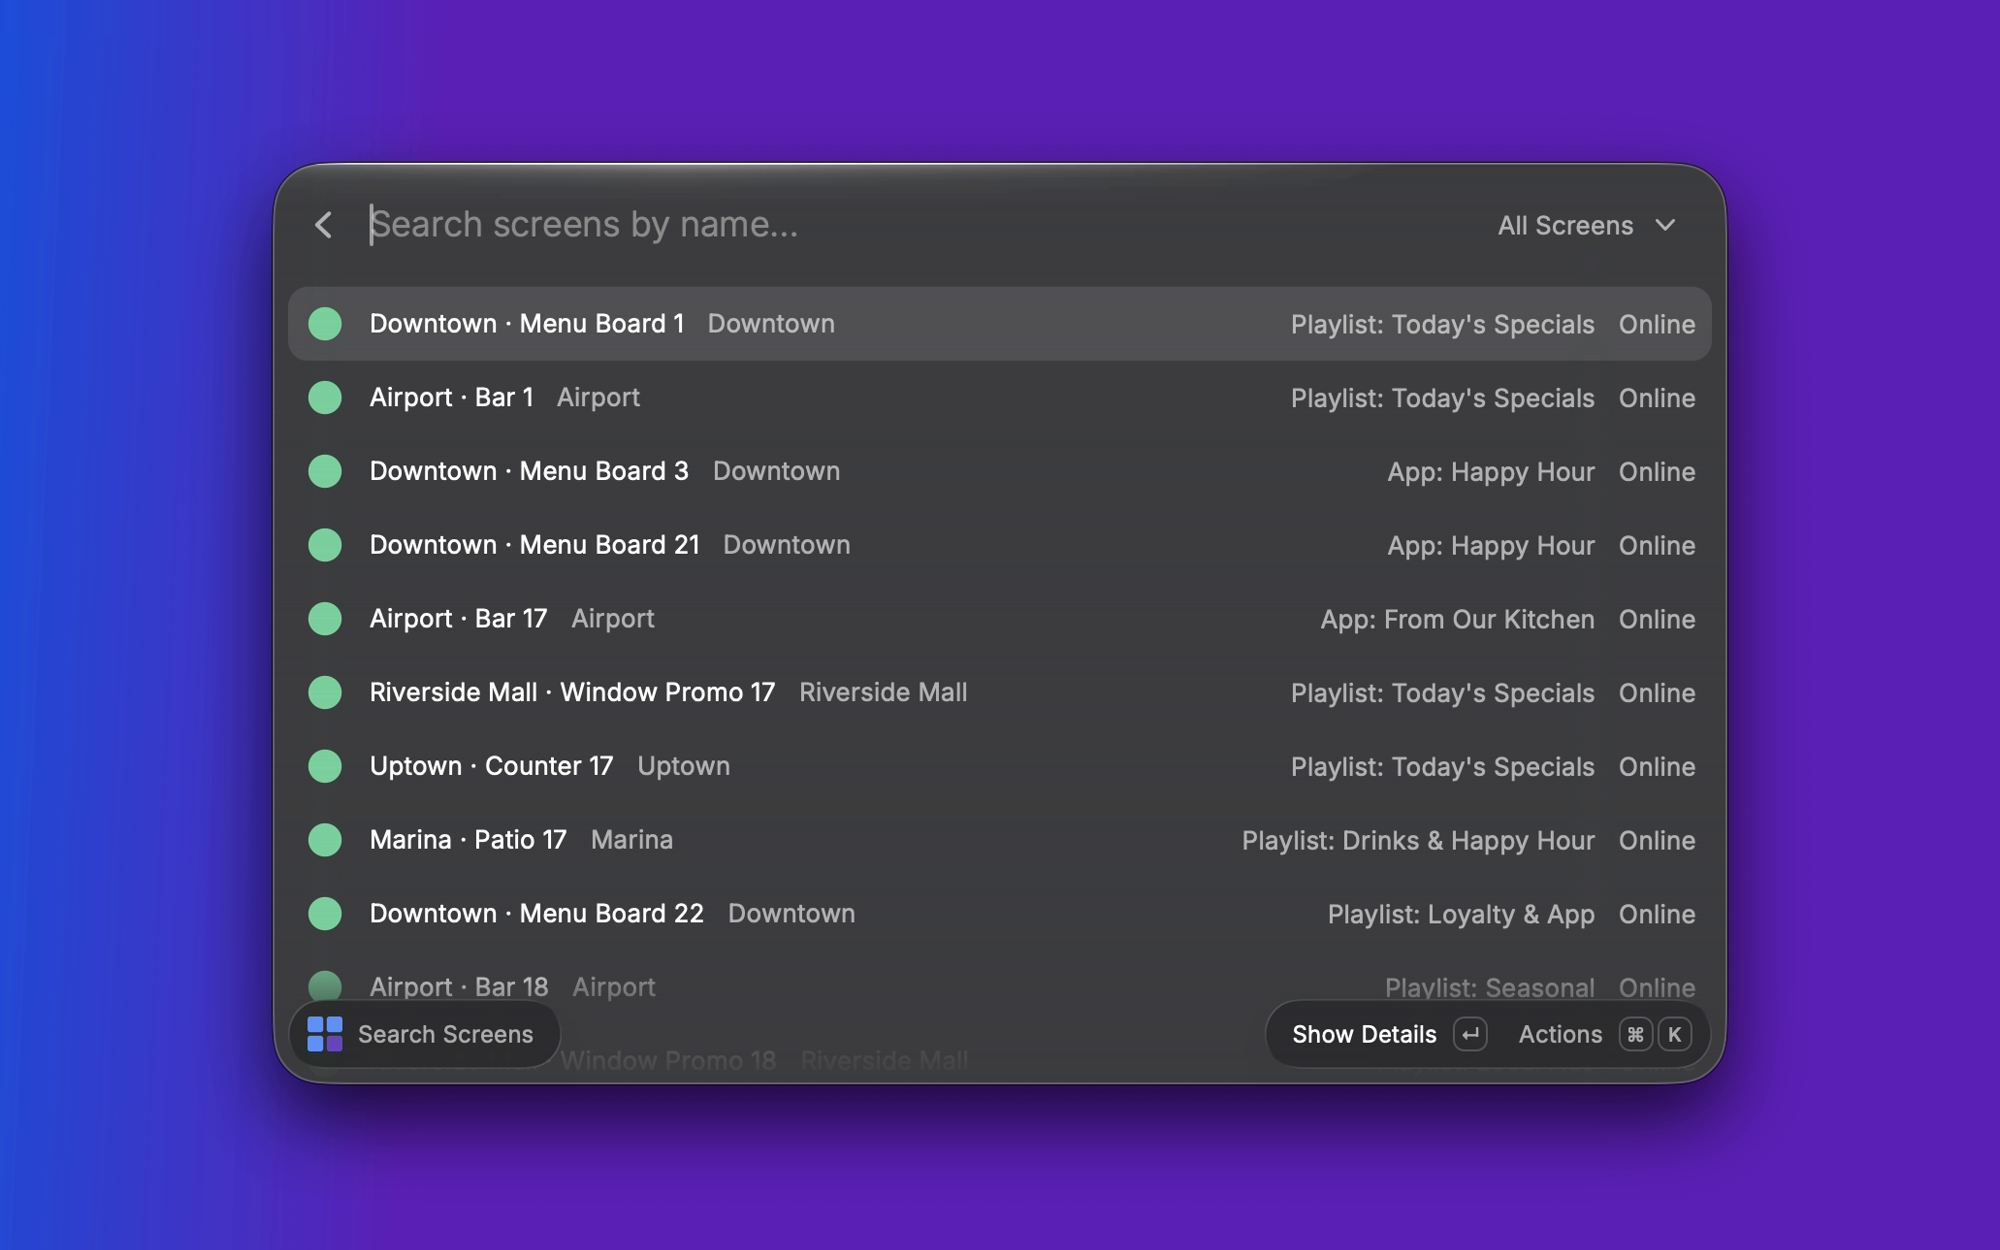 Search screens by name...
All Screens
Downtown · Menu Board 1 Downtown Playlist: Today's Specials Online
Airport · Bar 1 Airport Playlist: Today's Specials Online
Downtown · Menu Board 3 Downtown App: Happy Hour Online
Downtown · Menu Board 21 Downtown App: Happy Hour Online
Airport · Bar 17 Airport App: From Our Kitchen Online
Riverside Mall · Window Promo 17 Riverside Mall Playlist: Today's Specials Online
Uptown · Counter 17 Uptown Playlist: Today's Specials Online
Marina · Patio 17 Marina Playlist: Drinks & Happy Hour Online
Downtown · Menu Board 22 Downtown Playlist: Loyalty & App Online
Airport · Bar 18 Airport Playlist: Seasonal Online
Window Promo 18 Riverside Mall
Search Screens
Show Details ↵ Actions ⌘ K